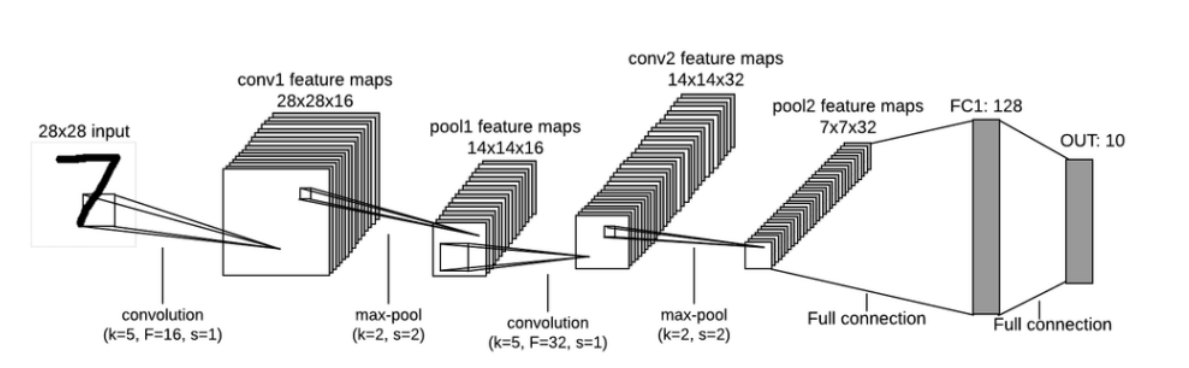 28x28 input
conv1 feature maps
28x28x16
pool1 feature maps
14x14x16
conv2 feature maps
14x14x32
pool2 feature maps
7x7x32
FC1: 128
OUT: 10
convolution
(k=5, F=16, s=1)
max-pool
(k=2, s=2)
convolution
(k=5, F=32, s=1)
max-pool
(k=2, s=2)
Full connection
Full connection
7